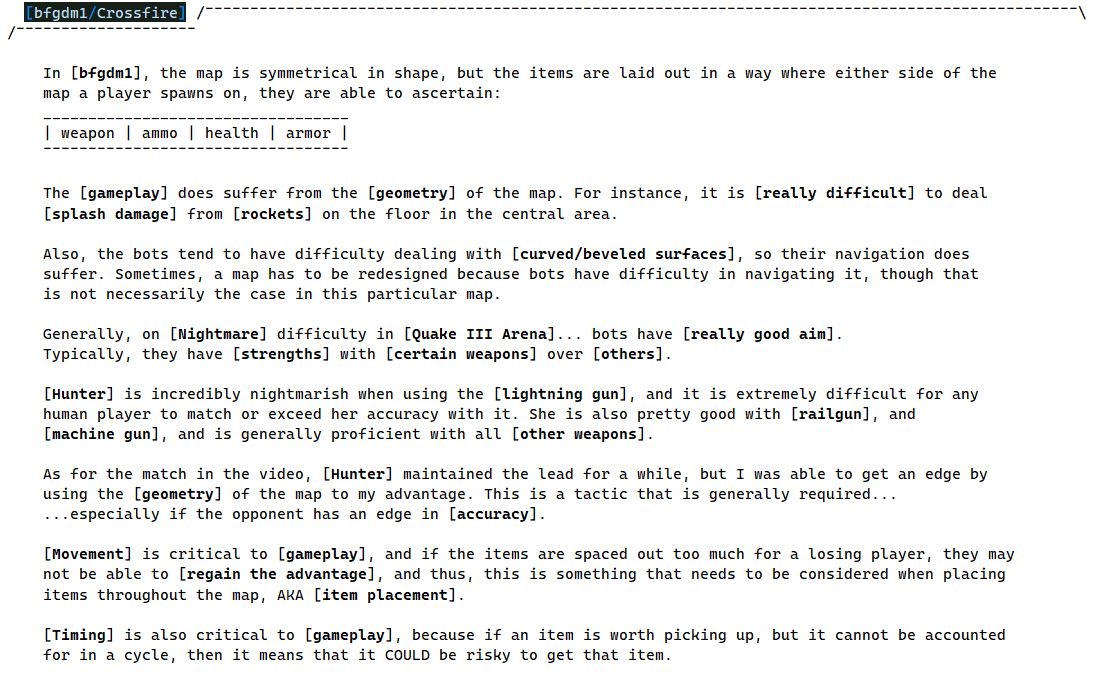 [bfgdm1/Crossfire] /¯¯¯¯¯¯¯¯¯¯¯¯¯¯¯¯¯¯¯¯¯¯¯¯¯¯¯¯¯¯¯¯¯¯¯¯¯¯¯¯¯¯¯¯¯¯¯¯¯¯¯¯¯¯¯¯¯¯¯¯¯¯¯¯¯¯¯¯¯¯¯¯¯¯¯¯¯¯¯¯¯¯¯¯¯¯¯¯¯¯¯¯¯¯¯¯¯\
/¯¯¯¯¯¯¯¯¯¯¯¯¯¯¯¯¯¯¯¯
In [bfgdm1], the map is symmetrical in shape, but the items are laid out in a way where either side of the
map a player spawns on, they are able to ascertain:
__________________________________
| weapon | ammo | health | armor |
¯¯¯¯¯¯¯¯¯¯¯¯¯¯¯¯¯¯¯¯¯¯¯¯¯¯¯¯¯¯¯¯¯¯
The [gameplay] does suffer from the [geometry] of the map. For instance, it is [really difficult] to deal
[splash damage] from [rockets] on the floor in the central area.
Also, the bots tend to have difficulty dealing with [curved/beveled surfaces], so their navigation does
suffer. Sometimes, a map has to be redesigned because bots have difficulty in navigating it, though that
is not necessarily the case in this particular map.
Generally, on [Nightmare] difficulty in [Quake III Arena]... bots have [really good aim].
Typically, they have [strengths] with [certain weapons] over [others].
[Hunter] is incredibly nightmarish when using the [lightning gun], and it is extremely difficult for any
human player to match or exceed her accuracy with it. She is also pretty good with [railgun], and
[machine gun], and is generally proficient with all [other weapons].
As for the match in the video, [Hunter] maintained the lead for a while, but I was able to get an edge by
using the [geometry] of the map to my advantage. This is a tactic that is generally required...
...especially if the opponent has an edge in [accuracy].
[Movement] is critical to [gameplay], and if the items are spaced out too much for a losing player, they may
not be able to [regain the advantage], and thus, this is something that needs to be considered when placing
items throughout the map, AKA [item placement].
[Timing] is also critical to [gameplay], because if an item is worth picking up, but it cannot be accounted
for in a cycle, then it means that it COULD be risky to get that item.